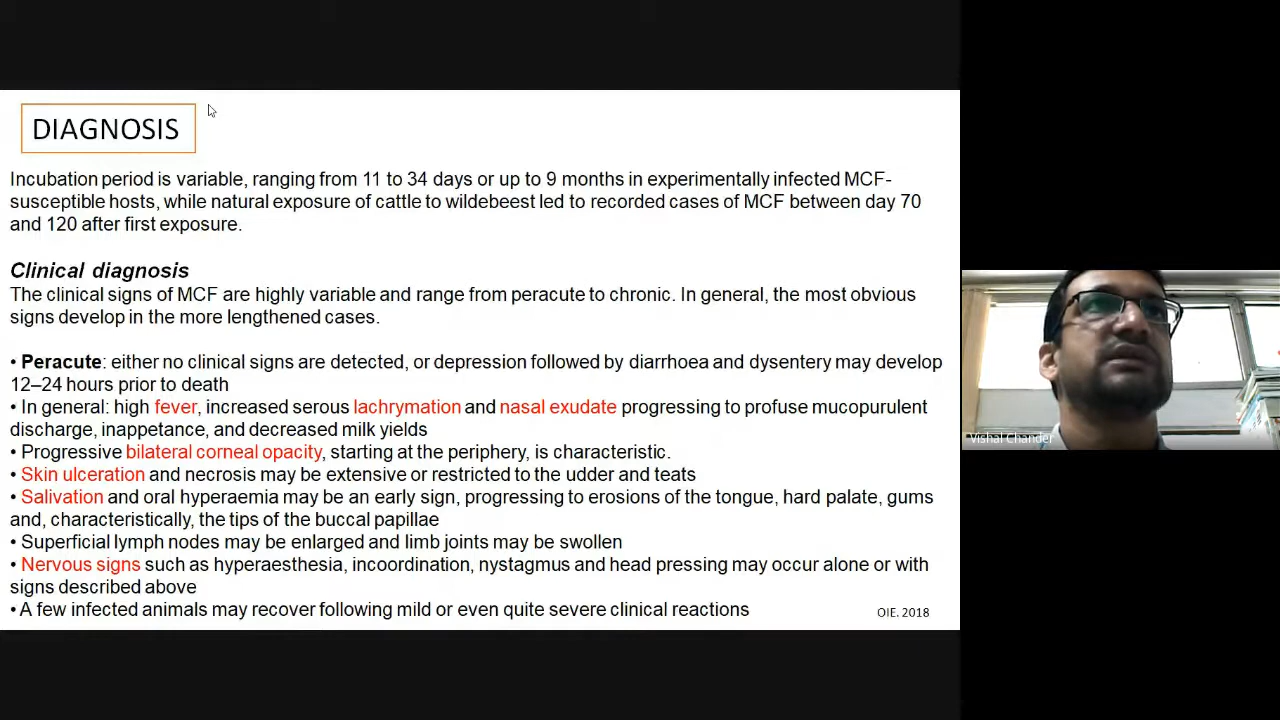 DIAGNOSIS
Incubation period is variable, ranging from 11 to 34 days or up to 9 months in experimentally infected MCF-
susceptible hosts, while natural exposure of cattle to wildebeest led to recorded cases of MCF between day 70
and 120 after first exposure.
Clinical diagnosis
The clinical signs of MCF are highly variable and range from peracute to chronic. In general, the most obvious
signs develop in the more lengthened cases.
• Peracute: either no clinical signs are detected, or depression followed by diarrhoea and dysentery may develop
12–24 hours prior to death
• In general: high fever, increased serous lachrymation and nasal exudate progressing to profuse mucopurulent
discharge, inappetance, and decreased milk yields
• Progressive bilateral corneal opacity, starting at the periphery, is characteristic.
• Skin ulceration and necrosis may be extensive or restricted to the udder and teats
• Salivation and oral hyperaemia may be an early sign, progressing to erosions of the tongue, hard palate, gums
and, characteristically, the tips of the buccal papillae
• Superficial lymph nodes may be enlarged and limb joints may be swollen
• Nervous signs such as hyperaesthesia, incoordination, nystagmus and head pressing may occur alone or with
signs described above
• A few infected animals may recover following mild or even quite severe clinical reactions
OIE, 2018
Vishal Chander